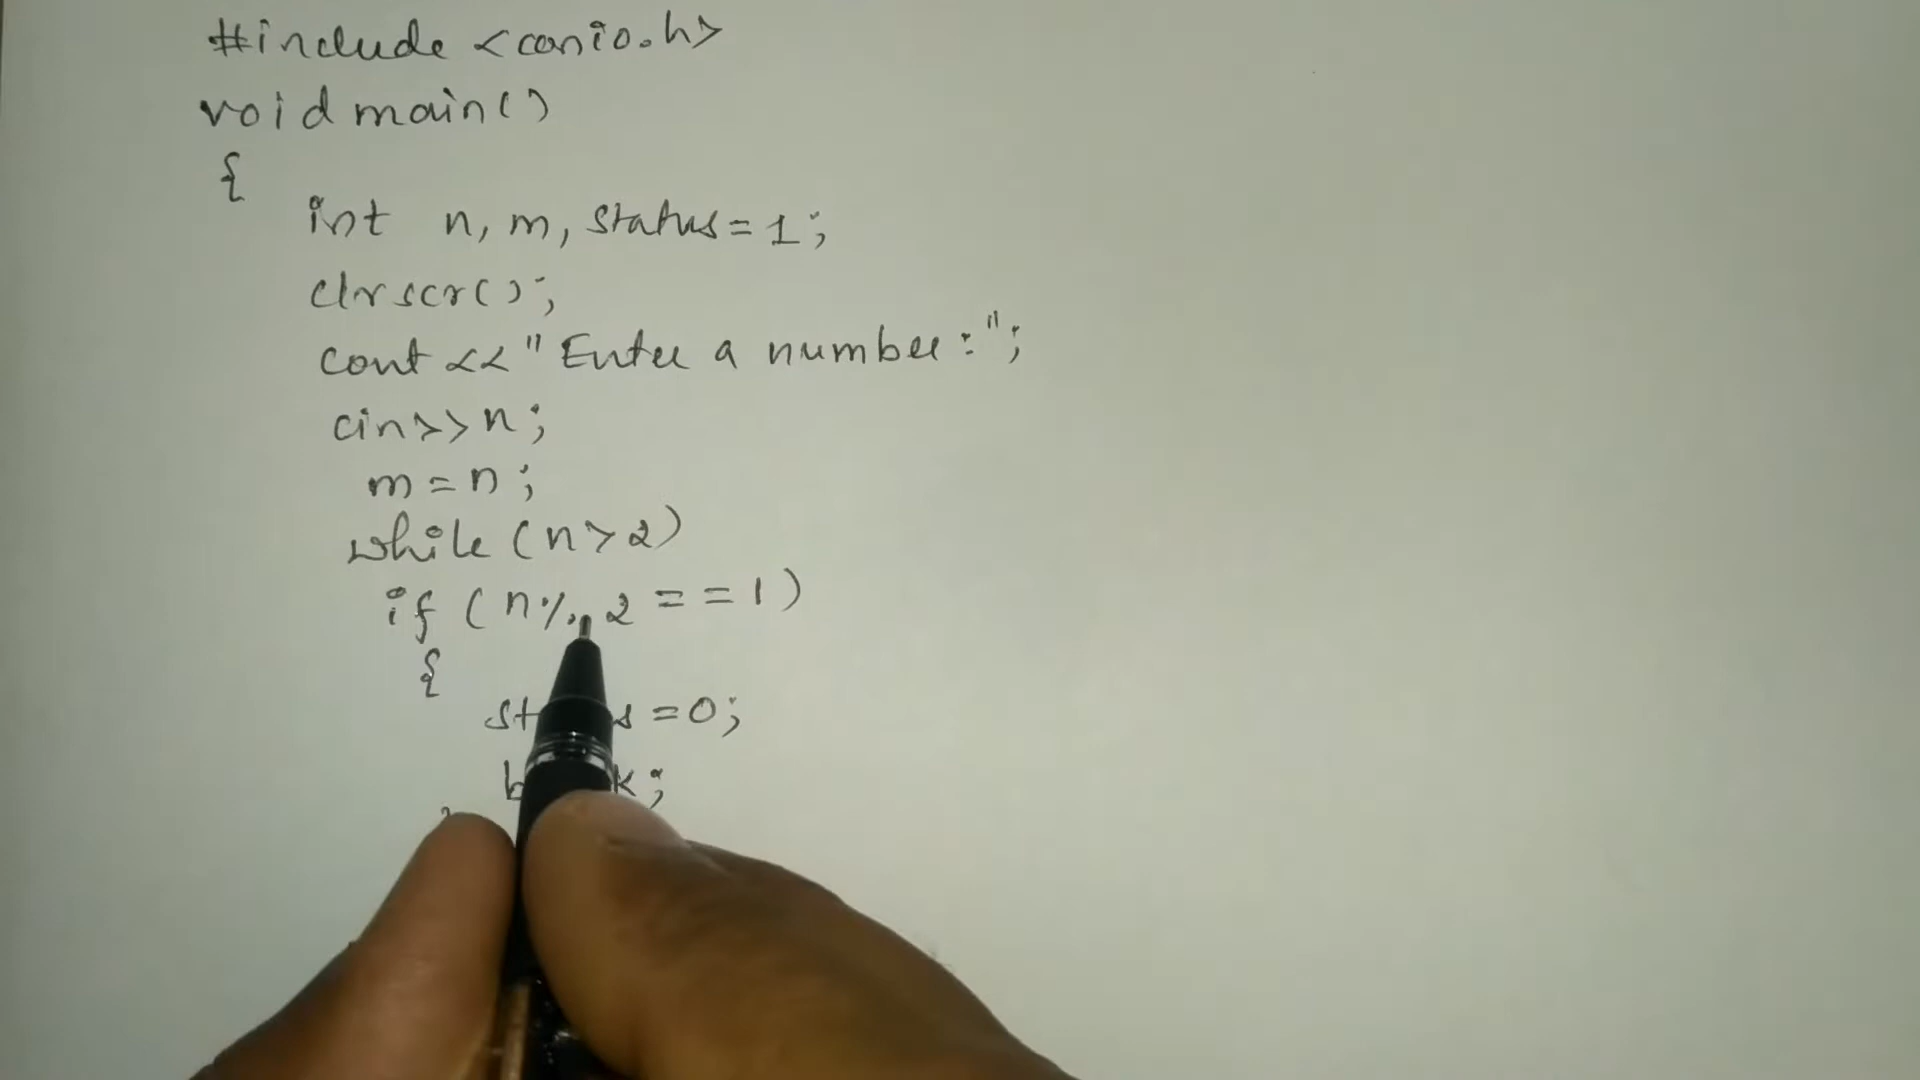 #include <conio.h>
void main()
{
int n, m, status=1;
clrscr();
cout <<"Enter a number:";
cin>>n;
m=n;
while (n>2)
if (n%2==1)
{
=0;
;